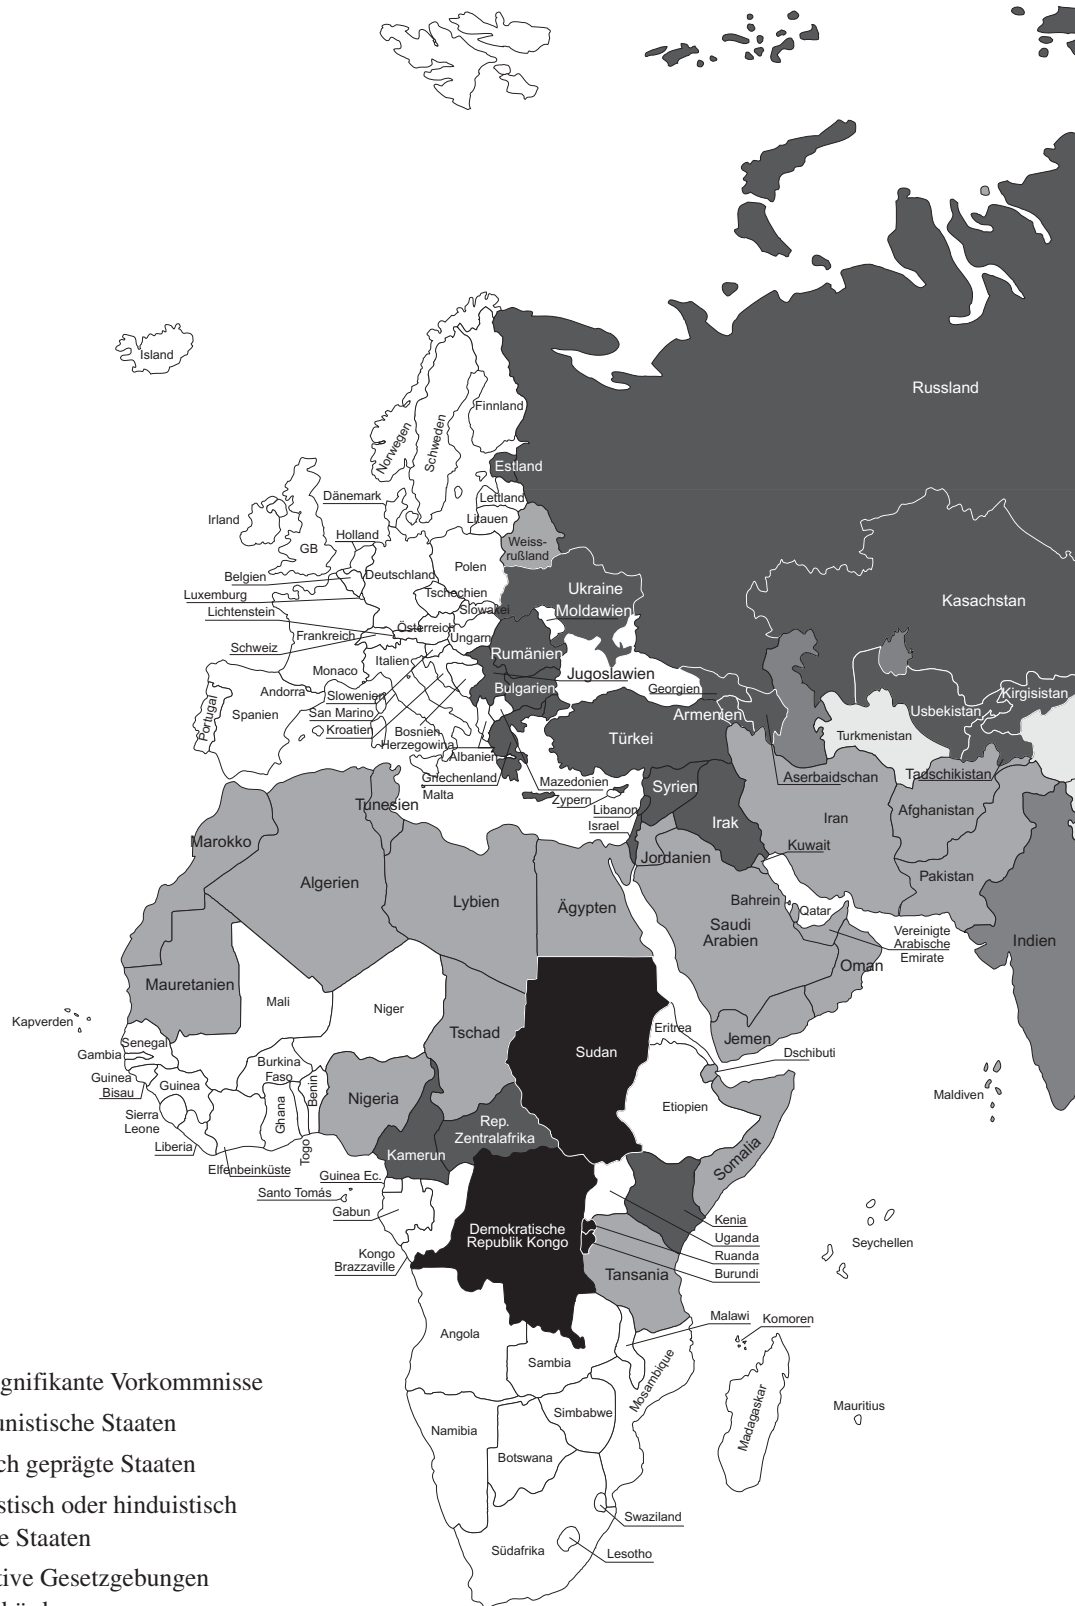 Russland
Island
Finnland
Norwegen
Schweden
Estland
Dänemark
Lettland
Irland
Litauen
Holland
GB
Weiss-
rußland
Belgien
Deutschland
Polen
Luxemburg
Tschechien
Ukraine
Lichtenstein
Slowakei
Moldawien
Kasachstan
Schweiz
Frankreich
Österreich
Ungarn
Rumänien
Monaco
Italien
Jugoslawien
Andorra
Slowenien
Bulgarien
Georgien
Kirgisistan
Portugal
Spanien
San Marino
Armenien
Usbekistan
Kroatien
Bosnien
Herzegowina
Türkei
Turkmenistan
Albanien
Griechenland
Mazedonien
Aserbaidschan
Tadschikistan
Malta
Zypern
Syrien
Tunesien
Libanon
Israel
Irak
Iran
Afghanistan
Marokko
Kuwait
Jordanien
Pakistan
Algerien
Lybien
Ägypten
Bahrein
Qatar
Saudi
Arabien
Vereinigte
Arabische
Emirate
Indien
Oman
Mauretanien
Mali
Niger
Kapverden
Tschad
Eritrea
Jemen
Senegal
Sudan
Dschibuti
Gambia
Burkina
Faso
Guinea
Bisau
Guinea
Benin
Nigeria
Etiopien
Maldiven
Sierra
Leone
Ghana
Rep.
Zentralafrika
Liberia
Togo
Kamerun
Somalia
Elfenbeinküste
Guinea Ec.
Santo Tomás
Gabun
Kenia
Demokratische
Republik Kongo
Uganda
Seychellen
Kongo
Brazzaville
Ruanda
Tansania
Burundi
Malawi
Komoren
Angola
Sambia
Mosambique
Madagaskar
Mauritius
Simbabwe
Namibia
Botswana
Swaziland
Südafrika
Lesotho
gnifikante Vorkommnisse
unistische Staaten
ch geprägte Staaten
stisch oder hinduistisch
e Staaten
tive Gesetzgebungen